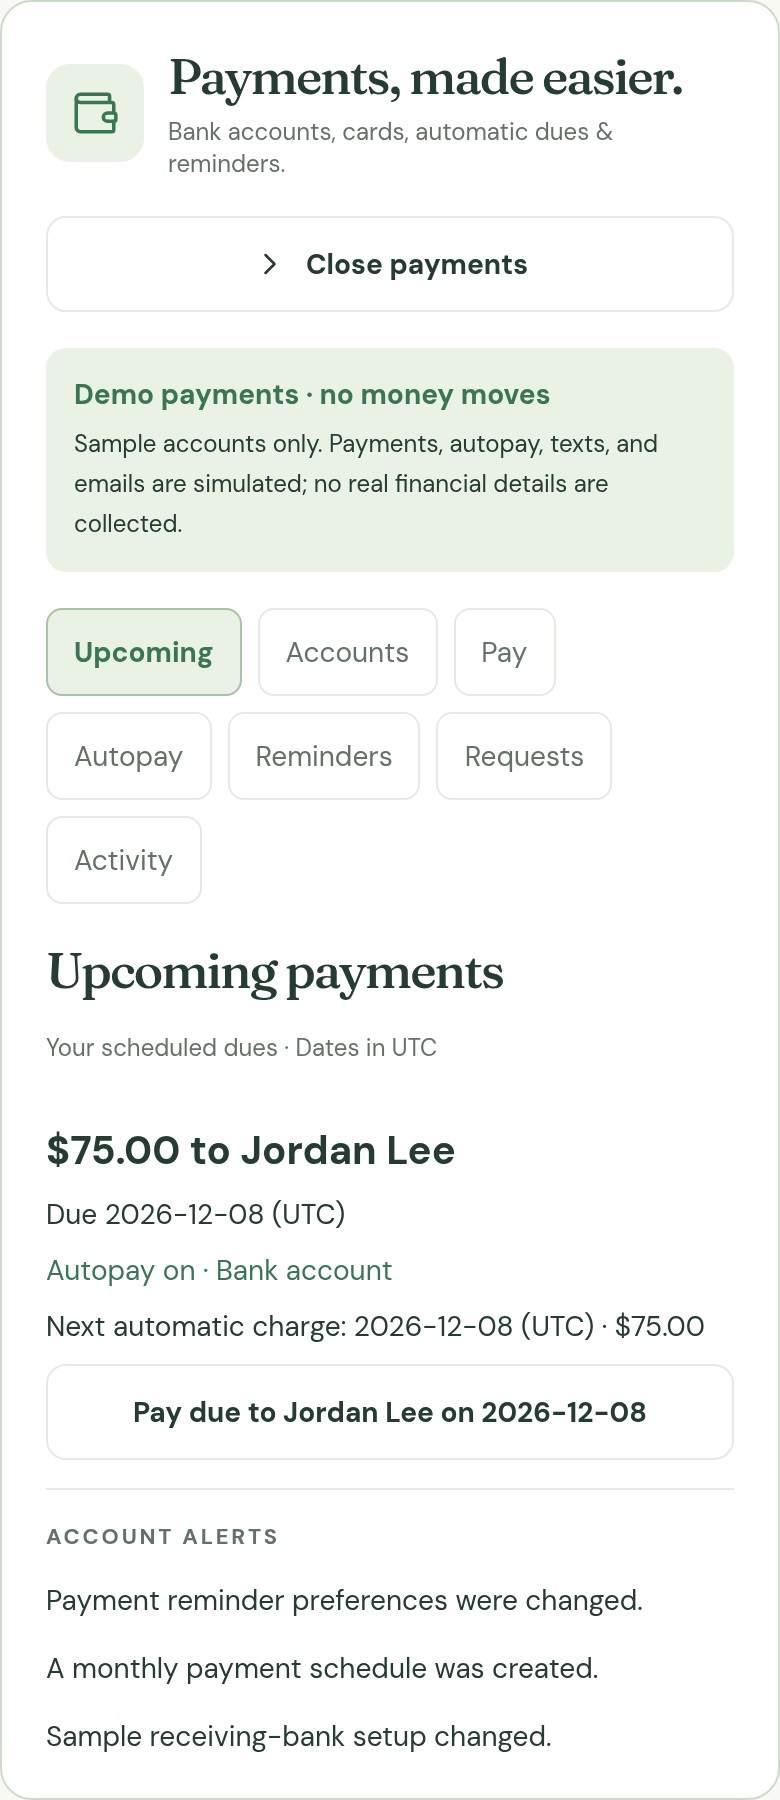 Payments, made easier.
Bank accounts, cards, automatic dues &
reminders.
Close payments
Demo payments · no money moves
Sample accounts only. Payments, autopay, texts, and
emails are simulated; no real financial details are
collected.
Upcoming
Accounts
Pay
Autopay
Reminders
Requests
Activity
Upcoming payments
Your scheduled dues · Dates in UTC
$75.00 to Jordan Lee
Due 2026-12-08 (UTC)
Autopay on · Bank account
Next automatic charge: 2026-12-08 (UTC) · $75.00
Pay due to Jordan Lee on 2026-12-08
ACCOUNT ALERTS
Payment reminder preferences were changed.
A monthly payment schedule was created.
Sample receiving-bank setup changed.